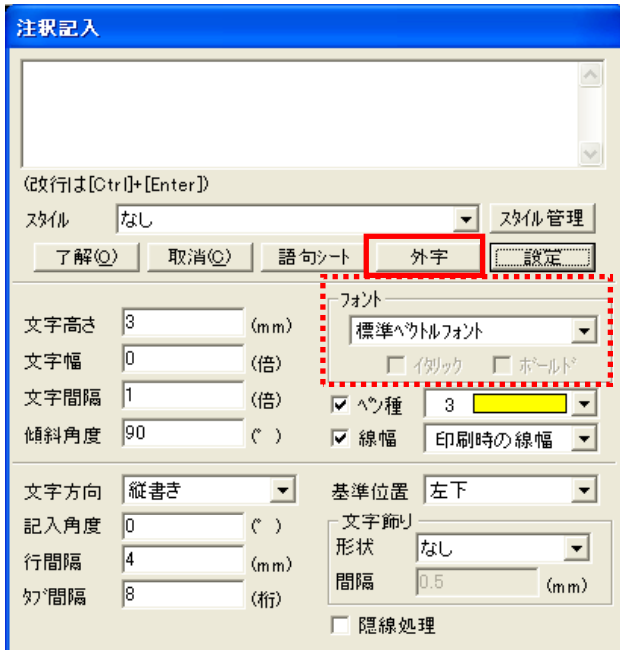 注釈記入
(改行は[Ctrl]+[Enter])
ｽﾀｲﾙ なし ｽﾀｲﾙ管理
了解(O) 取消(C) 語句ｼｰﾄ 外字 設定
文字高さ 3 (mm)
文字幅 0 (倍)
文字間隔 1 (倍)
傾斜角度 90 (ﾟ )
ﾌｫﾝﾄ
標準ﾍﾞｸﾄﾙﾌｫﾝﾄ
ｲﾀﾘｯｸ ﾎﾞｰﾙﾄﾞ
ﾍﾟﾝ種 3
線幅 印刷時の線幅
文字方向 縦書き
記入角度 0 (ﾟ )
行間隔 4 (mm)
ﾀﾌﾞ間隔 8 (桁)
基準位置 左下
文字飾り
形状 なし
間隔 0.5 (mm)
隠線処理